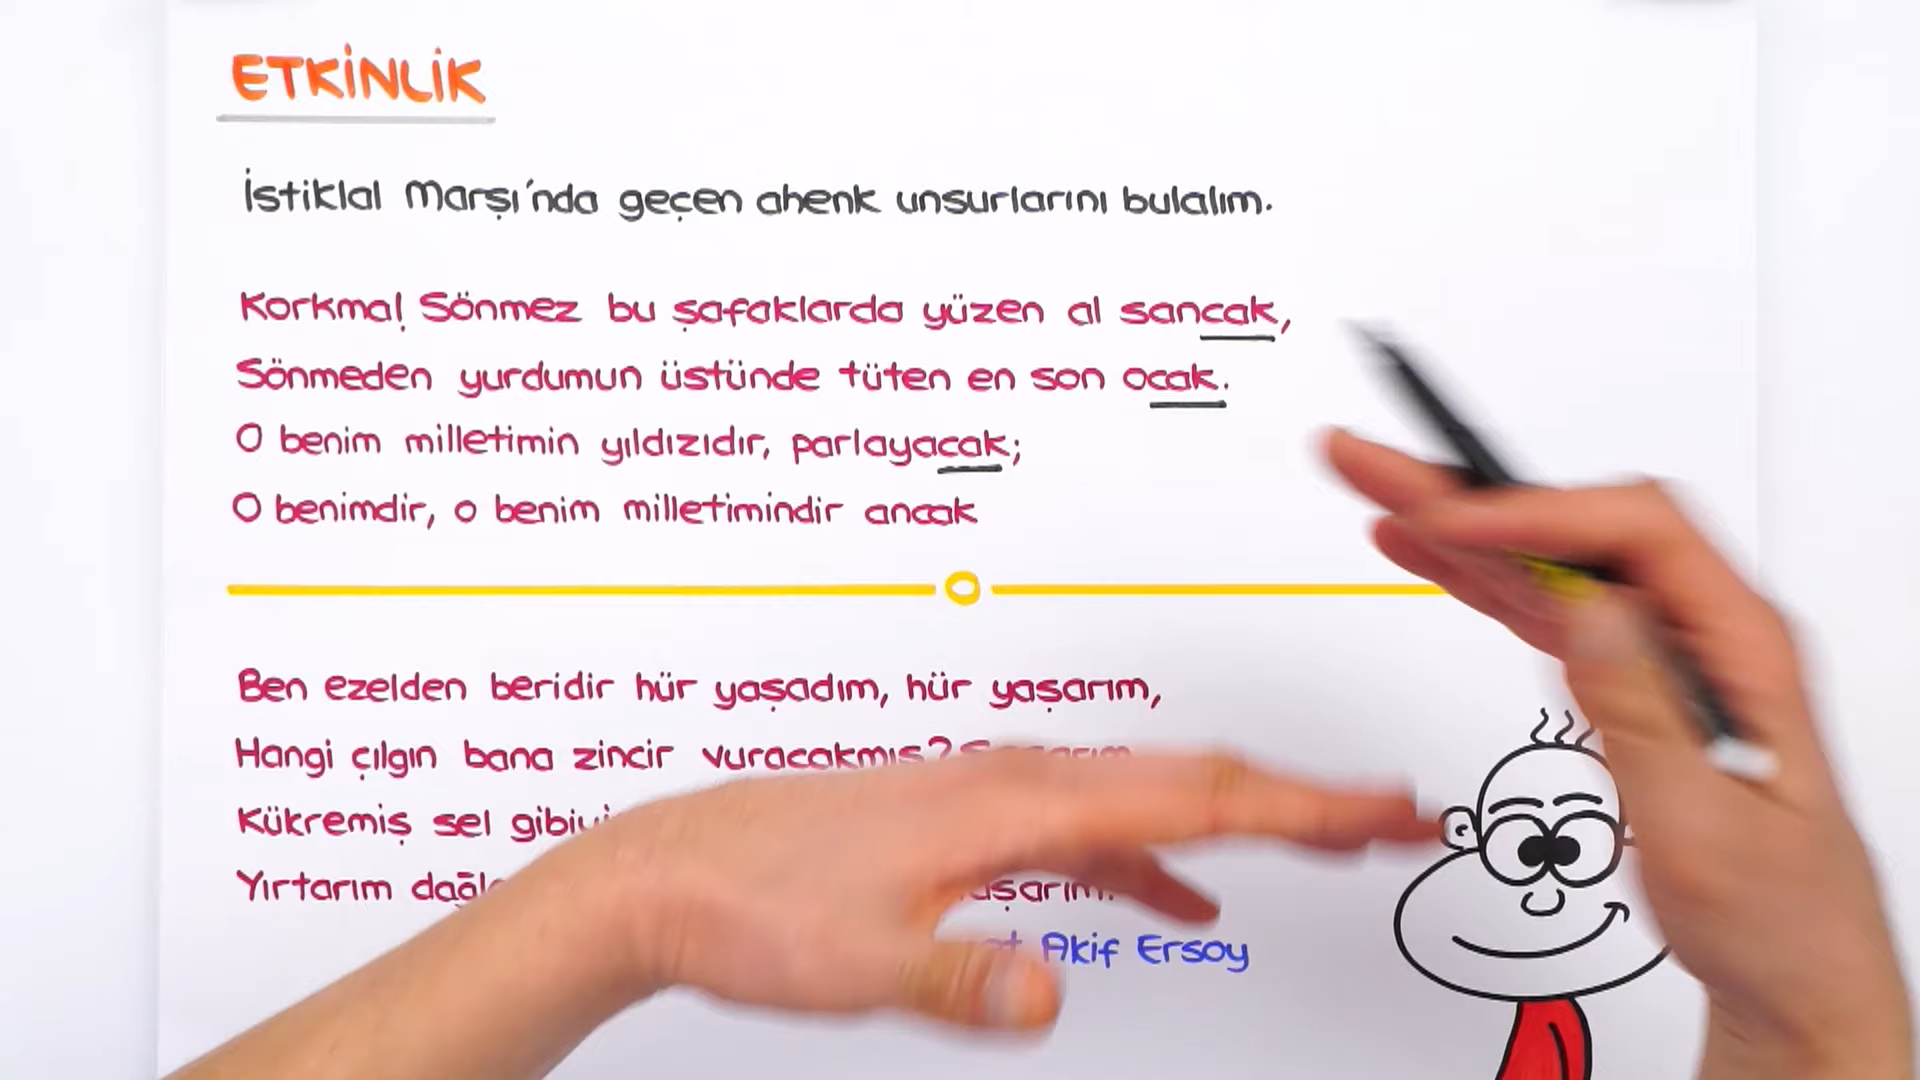 ETKİNLİK
İstiklal Marşı'nda geçen ahenk unsurlarını bulalım.
Korkma! Sönmez bu şafaklarda yüzen al sancak,
Sönmeden yurdumun üstünde tüten en son ocak.
O benim milletimin yıldızıdır, parlayacak;
O benimdir, o benim milletimindir ancak
Ben ezelden beridir hür yaşadım, hür yaşarım,
Hangi çılgın bana zincir vuracakmış?
Kükremiş sel
Yırtarım
Akif Ersoy